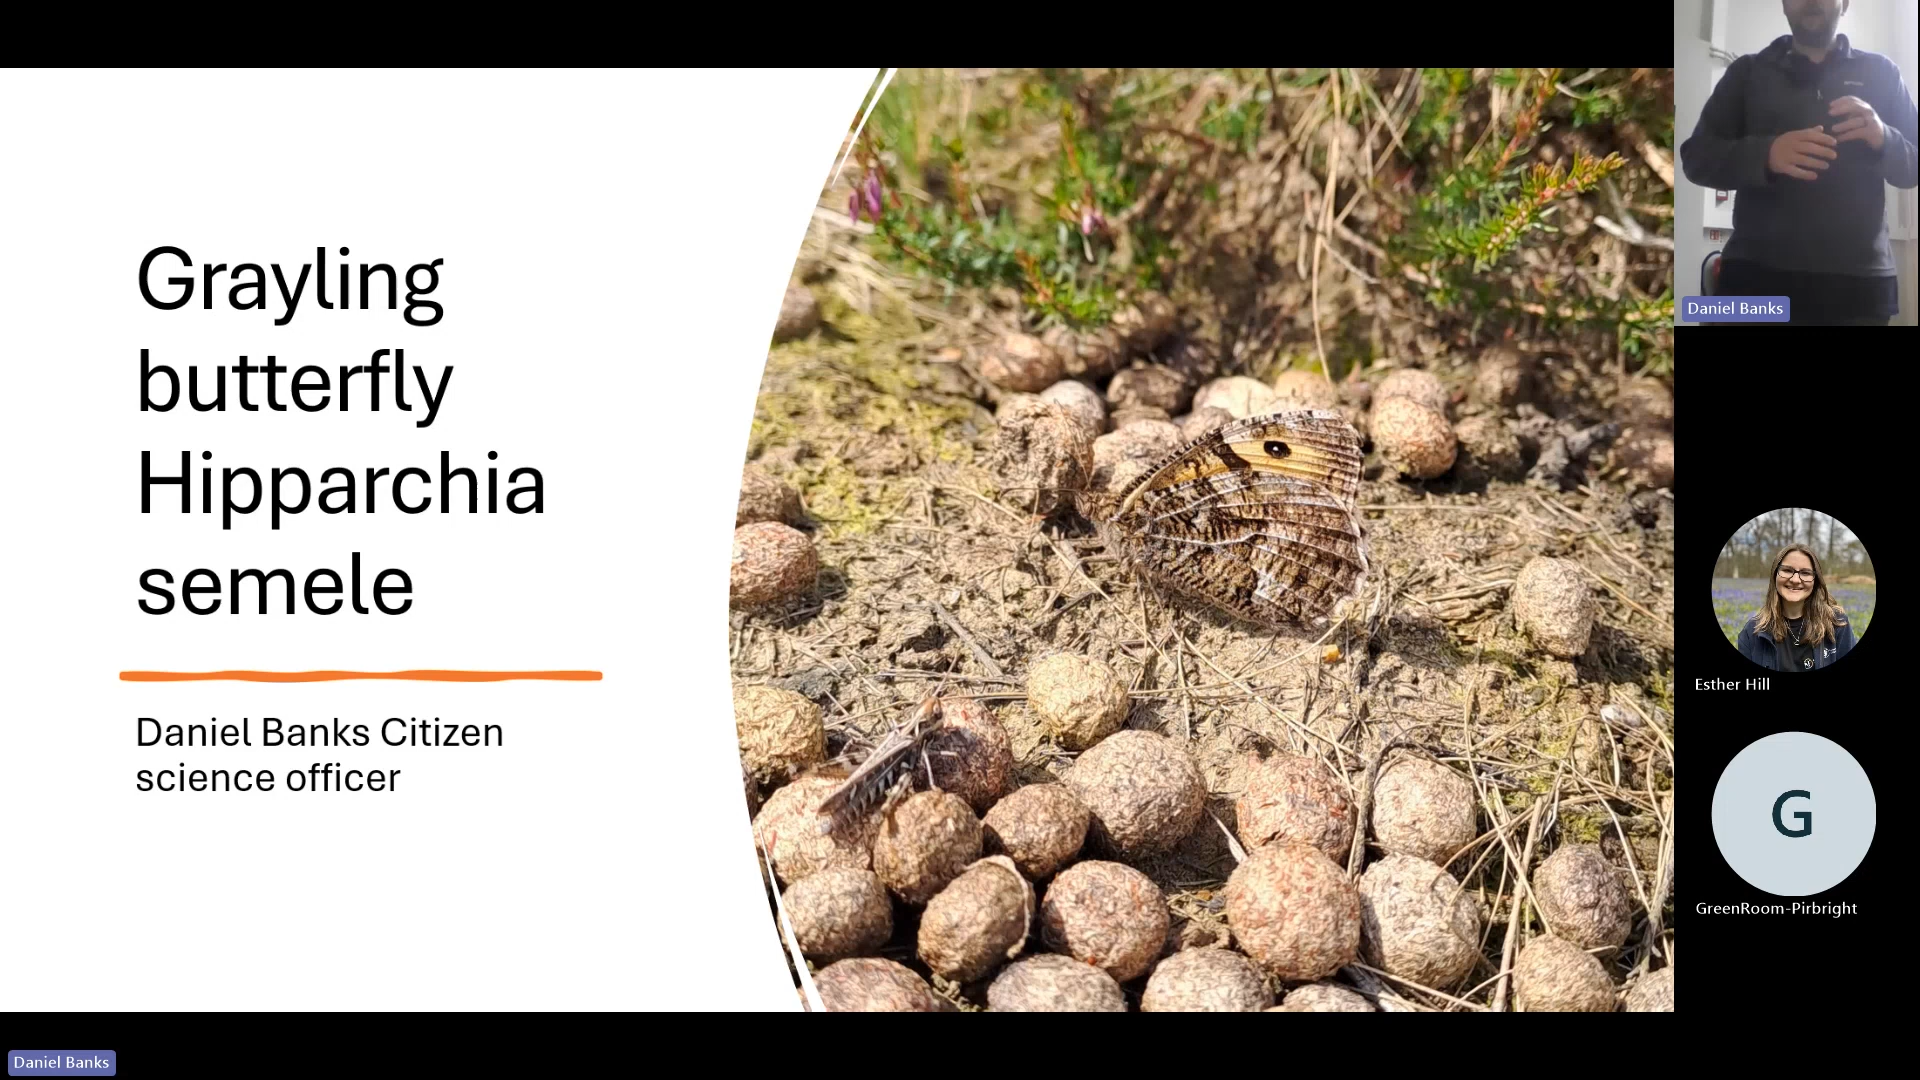 Grayling
butterfly
Hipparchia
semele
Daniel Banks Citizen
science officer
Daniel Banks
Esther Hill
G
GreenRoom-Pirbright
Daniel Banks